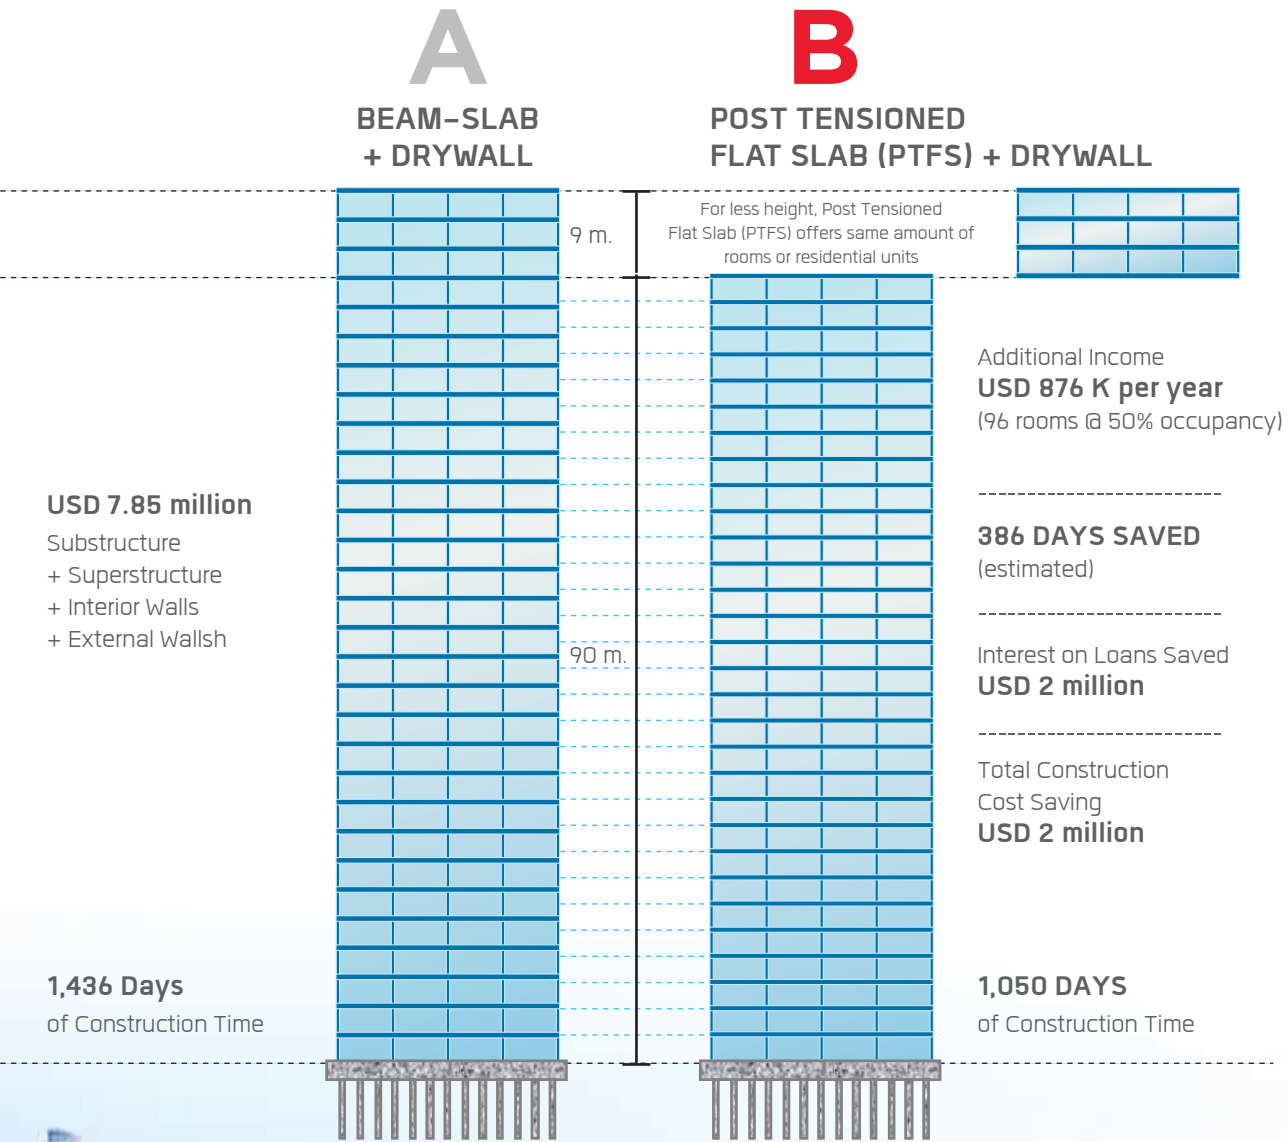 A
BEAM–SLAB
+ DRYWALL
B
POST TENSIONED
FLAT SLAB (PTFS) + DRYWALL
9 m.
For less height, Post Tensioned
Flat Slab (PTFS) offers same amount of
rooms or residential units
USD 7.85 million
Substructure
+ Superstructure
+ Interior Walls
+ External Wallsh
90 m.
Additional Income
USD 876 K per year
(96 rooms @ 50% occupancy)
386 DAYS SAVED
(estimated)
Interest on Loans Saved
USD 2 million
Total Construction
Cost Saving
USD 2 million
1,436 Days
of Construction Time
1,050 DAYS
of Construction Time